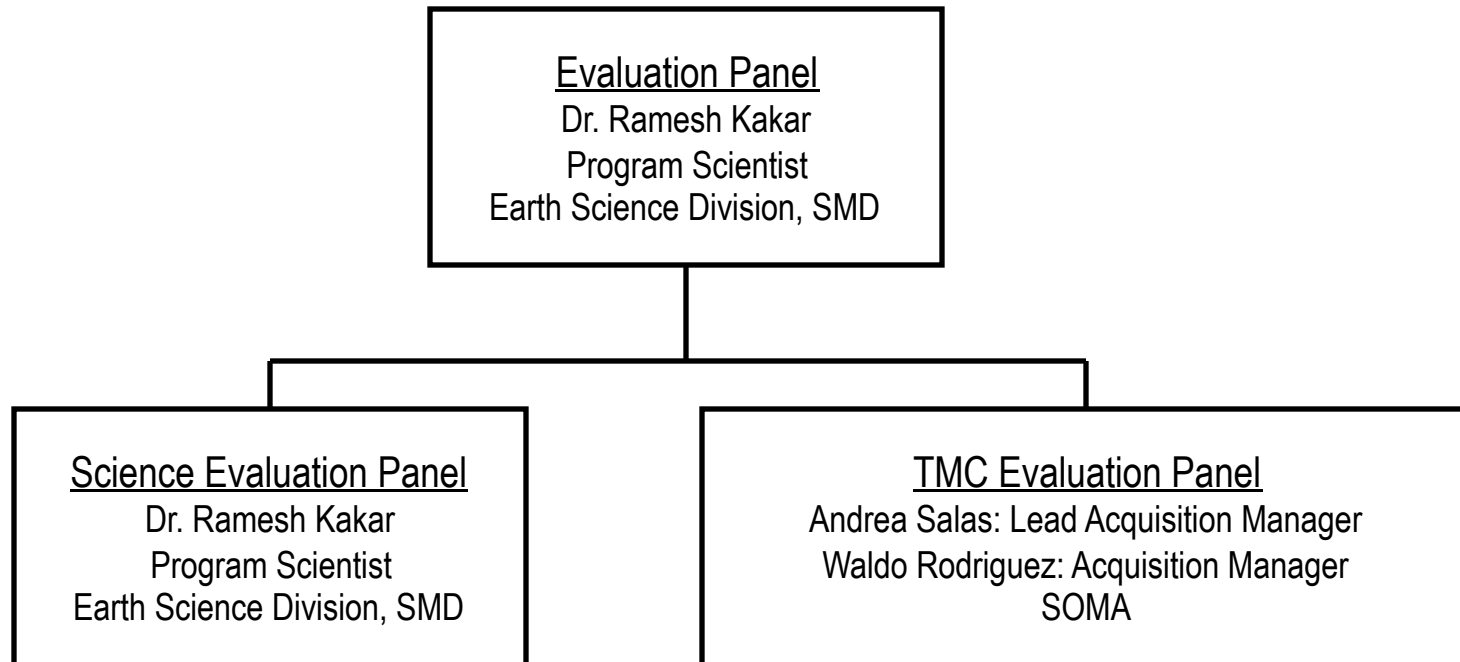 Evaluation Panel
Dr. Ramesh Kakar
Program Scientist
Earth Science Division, SMD
Science Evaluation Panel
Dr. Ramesh Kakar
Program Scientist
Earth Science Division, SMD
TMC Evaluation Panel
Andrea Salas: Lead Acquisition Manager
Waldo Rodriguez: Acquisition Manager
SOMA